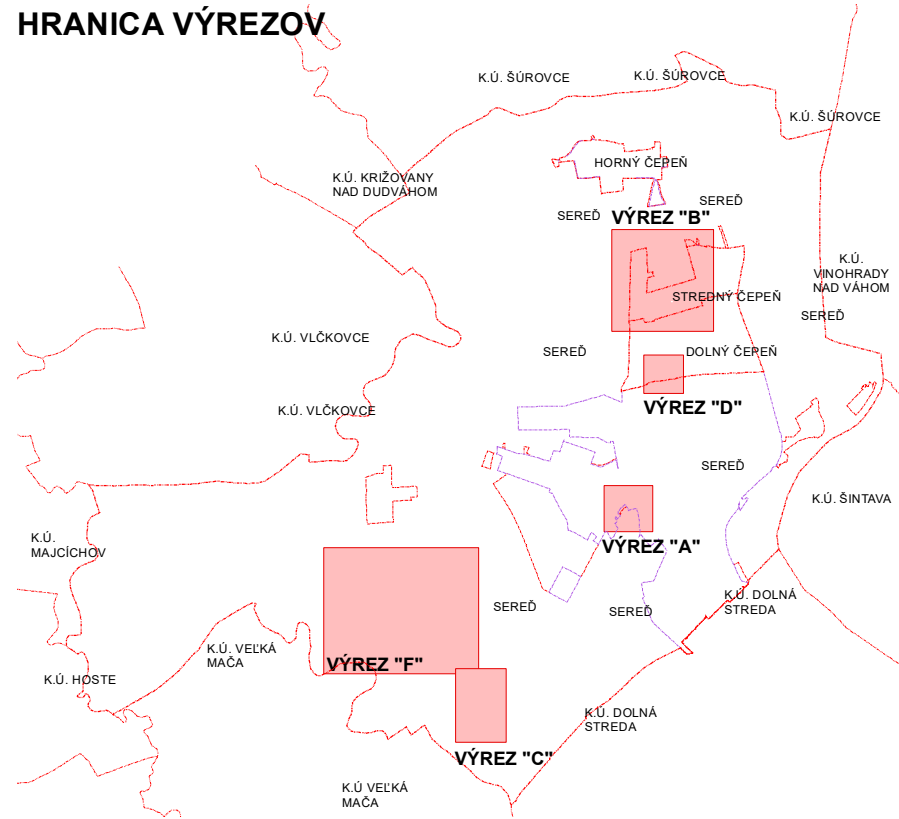 HRANICA VÝREZOV
K.Ú. ŠÚROVCE
K.Ú. ŠÚROVCE
K.Ú. ŠÚROVCE
HORNÝ ČEPEŇ
K.Ú. KRIŽOVANY
NAD DUDVÁHOM
SEREĎ
SEREĎ
VÝREZ "B"
K.Ú.
VINOHRADY
NAD VÁHOM
STREDNÝ ČEPEŇ
SEREĎ
K.Ú. VLČKOVCE
SEREĎ
DOLNÝ ČEPEŇ
VÝREZ "D"
K.Ú. VLČKOVCE
SEREĎ
K.Ú. ŠINTAVA
K.Ú.
MAJCÍCHOV
VÝREZ "A"
K.Ú. DOLNÁ
STREDA
SEREĎ
SEREĎ
K.Ú. VEĽKÁ
MAČA
VÝREZ "F"
K.Ú. HOSTE
K.Ú. DOLNÁ
STREDA
VÝREZ "C"
K.Ú VEĽKÁ
MAČA